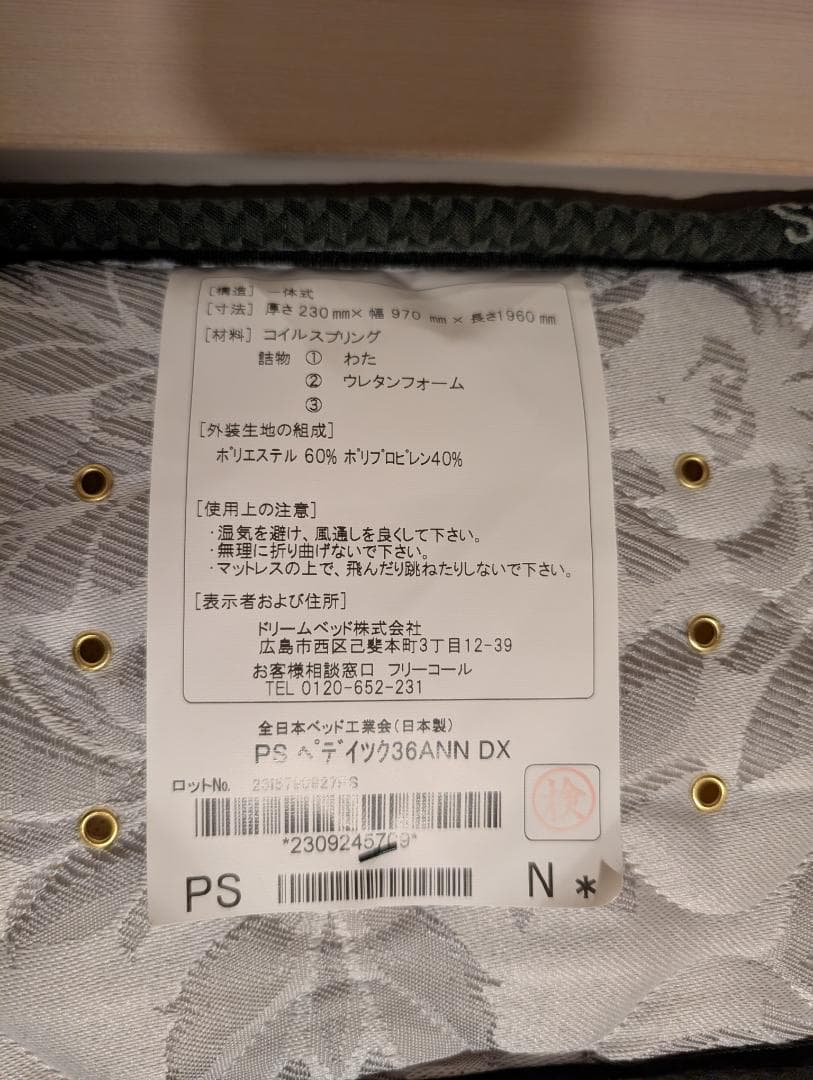 [構造] 一体式
[寸法] 厚さ230mm×幅 970 mm×長さ1960mm
[材料] コイルスプリング
詰物 ① わた
② ウレタンフォーム
③
[外装生地の組成]
ポリエステル 60% ポリプロピレン40%
[使用上の注意]
・湿気を避け、風通しを良くして下さい。
・無理に折り曲げないで下さい。
・マットレスの上で、飛んだり跳ねたりしないで下さい。
[表示者および住所]
ドリームベッド株式会社
広島市西区己斐本町3丁目12-39
お客様相談窓口 フリーコール
TEL 0120-652-231
全日本ベッド工業会(日本製)
PS ペデイック36ANN DX
ロットNo.
検
*2309245709*
PS N *